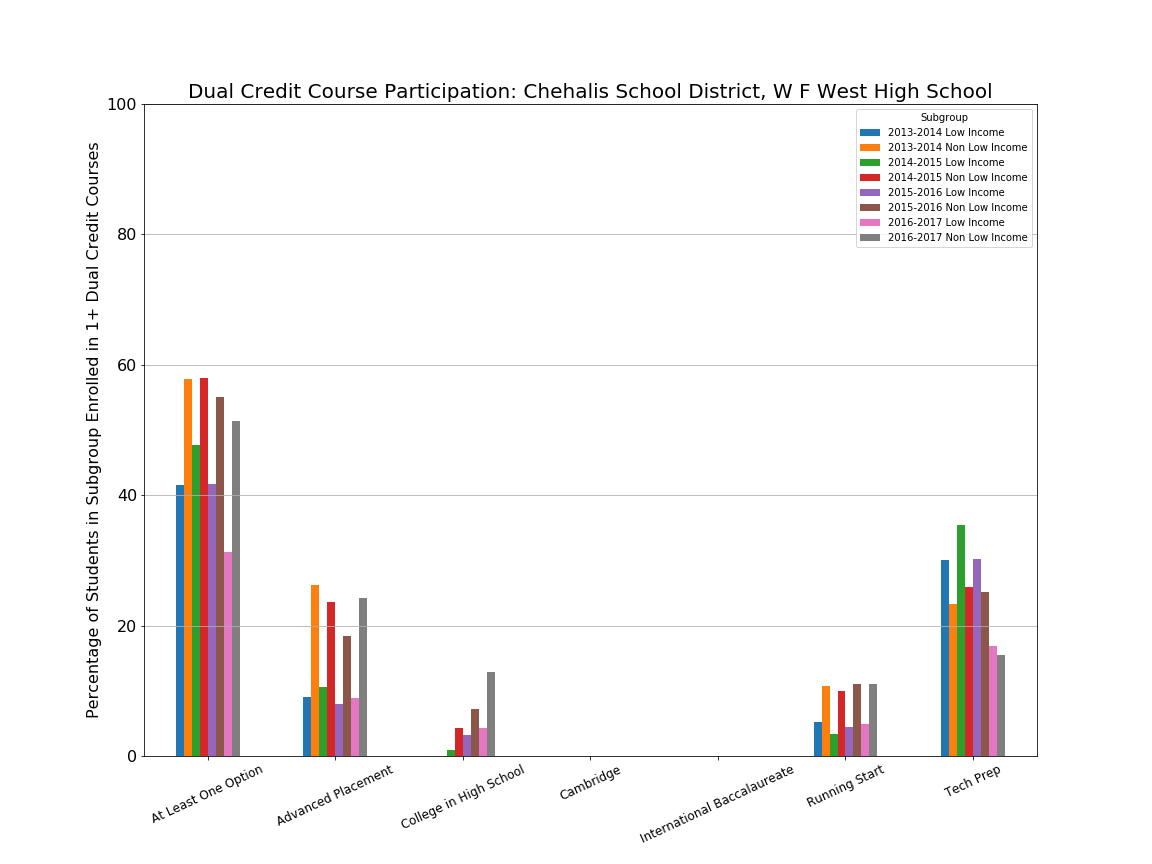 Dual Credit Course Participation: Chehalis School District, W F West High School
Percentage of Students in Subgroup Enrolled in 1+ Dual Credit Courses
100
80
60
40
20
0
Subgroup
2013-2014 Low Income
2013-2014 Non Low Income
2014-2015 Low Income
2014-2015 Non Low Income
2015-2016 Low Income
2015-2016 Non Low Income
2016-2017 Low Income
2016-2017 Non Low Income
At Least One Option
Advanced Placement
College in High School
Cambridge
International Baccalaureate
Running Start
Tech Prep